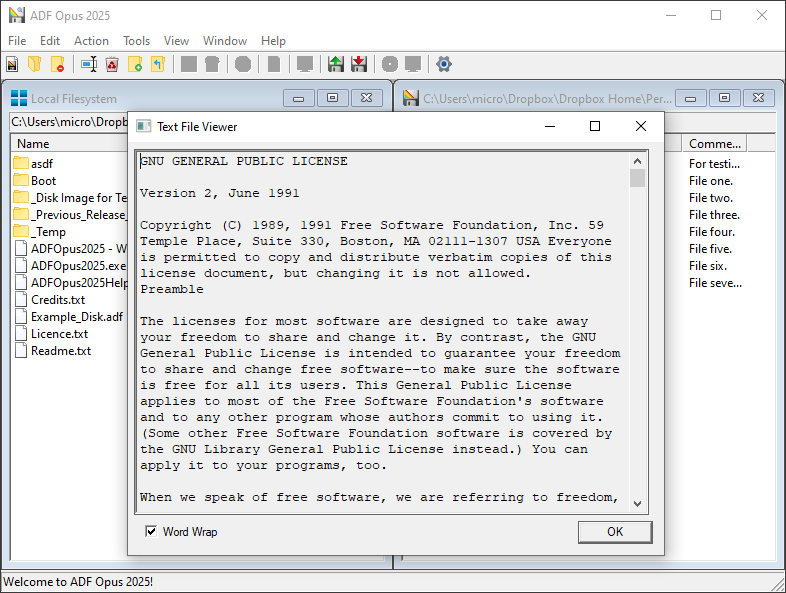 ADF Opus 2025
File Edit Action Tools View Window Help
Local Filesystem
C:\Users\micro\Dropbox\Dropbox Home\Per...
C:\Users\micro\Dropb
Name
Comme...
asdf
Boot
_Disk Image for Te
_Previous_Release_
_Temp
ADFOpus2025 - W
ADFOpus2025.exe
ADFOpus2025Help
Credits.txt
Example_Disk.adf
Licence.txt
Readme.txt
For testi...
File one.
File two.
File three.
File four.
File five.
File six.
File seve...
Text File Viewer
GNU GENERAL PUBLIC LICENSE
Version 2, June 1991
Copyright (C) 1989, 1991 Free Software Foundation, Inc. 59
Temple Place, Suite 330, Boston, MA 02111-1307 USA Everyone
is permitted to copy and distribute verbatim copies of this
license document, but changing it is not allowed.
Preamble
The licenses for most software are designed to take away
your freedom to share and change it. By contrast, the GNU
General Public License is intended to guarantee your freedom
to share and change free software--to make sure the software
is free for all its users. This General Public License
applies to most of the Free Software Foundation's software
and to any other program whose authors commit to using it.
(Some other Free Software Foundation software is covered by
the GNU Library General Public License instead.) You can
apply it to your programs, too.
When we speak of free software, we are referring to freedom,
Word Wrap
OK
Welcome to ADF Opus 2025!